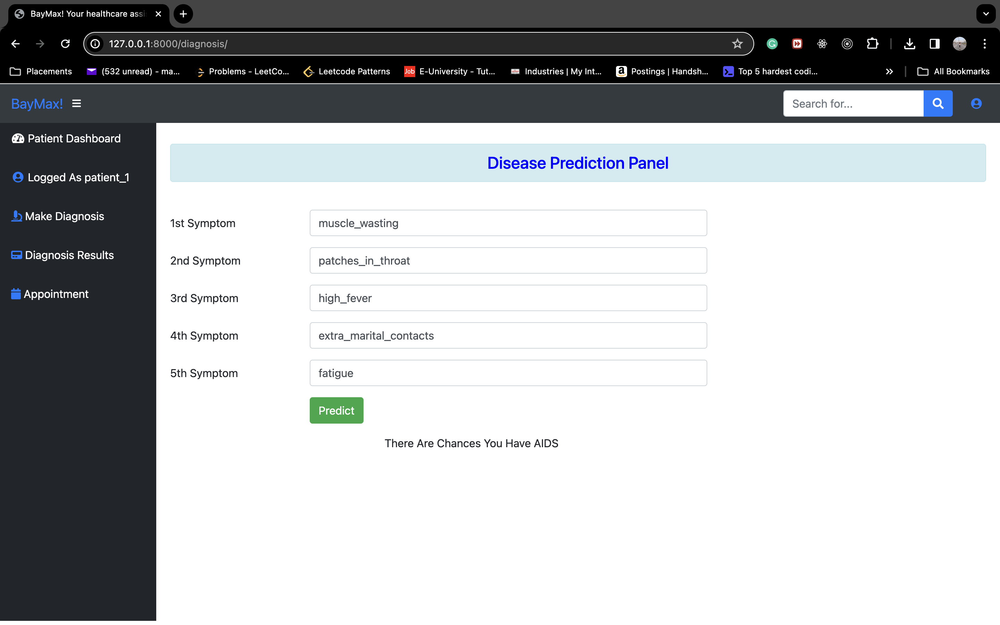 BayMax! Your healthcare assi
127.0.0.1:8000/diagnosis/
Placements (532 unread) - ma... Problems - LeetCo... Leetcode Patterns Job E-University - Tut... Industries | My Int... a Postings | Handsh... Top 5 hardest codi... All Bookmarks
BayMax! Search for...
Patient Dashboard
Logged As patient_1
Make Diagnosis
Diagnosis Results
Appointment
Disease Prediction Panel
1st Symptom muscle_wasting
2nd Symptom patches_in_throat
3rd Symptom high_fever
4th Symptom extra_marital_contacts
5th Symptom fatigue
Predict
There Are Chances You Have AIDS